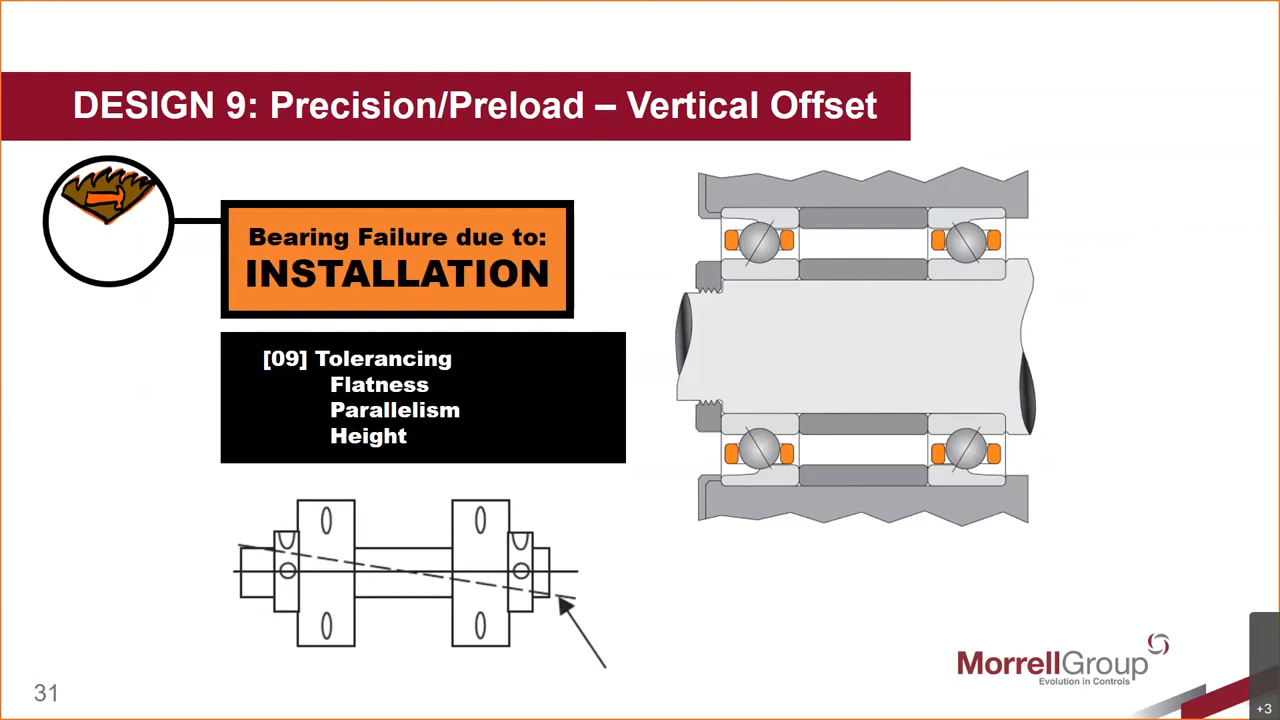 DESIGN 9: Precision/Preload – Vertical Offset
Bearing Failure due to:
INSTALLATION
[09] Tolerancing
Flatness
Parallelism
Height
MorrellGroup
Evolution in Controls
31
+3